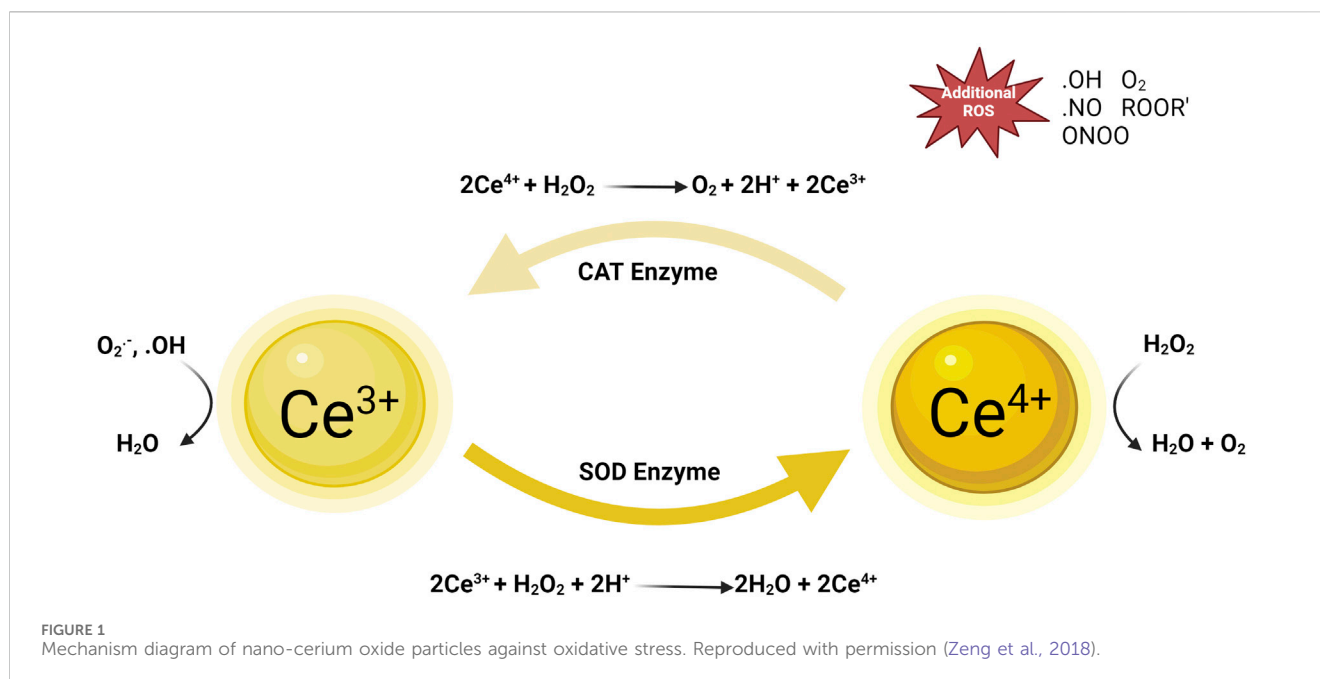 Additional
ROS
.OH O₂
.NO ROOR'
ONOO
2Ce⁴⁺ + H₂O₂ ⟶ O₂ + 2H⁺ + 2Ce³⁺
CAT Enzyme
O₂·⁻, .OH
H₂O
Ce³⁺
Ce⁴⁺
H₂O₂
H₂O + O₂
SOD Enzyme
2Ce³⁺ + H₂O₂ + 2H⁺ ⟶ 2H₂O + 2Ce⁴⁺
FIGURE 1
Mechanism diagram of nano-cerium oxide particles against oxidative stress. Reproduced with permission (Zeng et al., 2018).